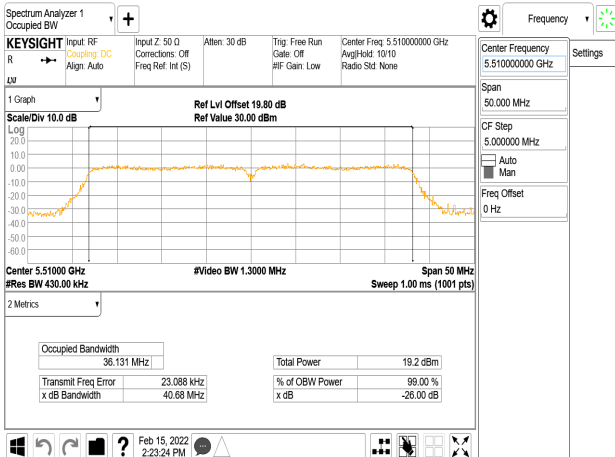 Spectrum Analyzer 1
Occupied BW
Frequency
KEYSIGHT
R
LXI
Input: RF
Coupling: DC
Align: Auto
Input Z: 50 Ω
Corrections: Off
Freq Ref: Int (S)
Atten: 30 dB
Trig: Free Run
Gate: Off
#IF Gain: Low
Center Freq: 5.510000000 GHz
Avg|Hold: 10/10
Radio Std: None
Center Frequency
5.510000000 GHz
Settings
Span
50.000 MHz
CF Step
5.000000 MHz
Auto
Man
Freq Offset
0 Hz
1 Graph
Ref Lvl Offset 19.80 dB
Scale/Div 10.0 dB
Ref Value 30.00 dBm
Log
20.0
10.0
0.00
-10.0
-20.0
-30.0
-40.0
-50.0
-60.0
Center 5.51000 GHz
#Video BW 1.3000 MHz
Span 50 MHz
#Res BW 430.00 kHz
Sweep 1.00 ms (1001 pts)
2 Metrics
Occupied Bandwidth
36.131 MHz
Total Power 19.2 dBm
Transmit Freq Error 23.088 kHz
% of OBW Power 99.00 %
x dB Bandwidth 40.68 MHz
x dB -26.00 dB
?
Feb 15, 2022
2:23:24 PM